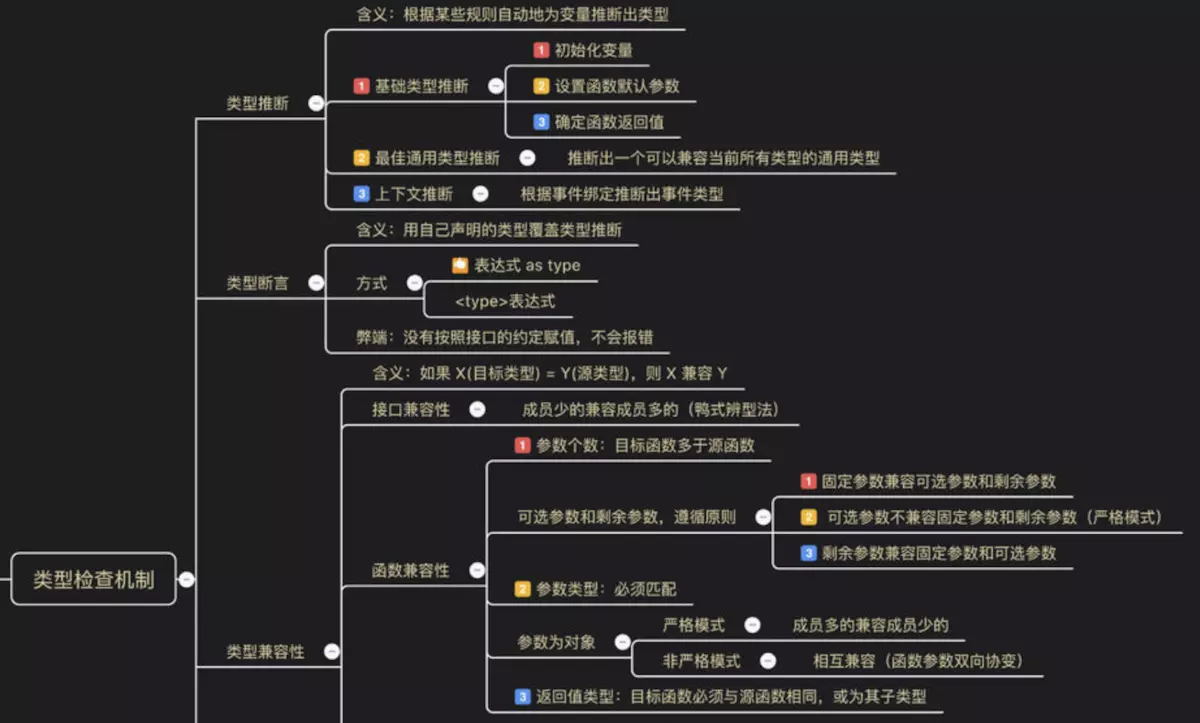 含义：根据某些规则自动地为变量推断出类型
1 初始化变量
1 基础类型推断
2 设置函数默认参数
类型推断
3 确定函数返回值
2 最佳通用类型推断
推断出一个可以兼容当前所有类型的通用类型
3 上下文推断
根据事件绑定推断出事件类型
含义：用自己声明的类型覆盖类型推断
表达式 as type
类型断言
方式
<type>表达式
弊端：没有按照接口的约定赋值，不会报错
含义：如果 X(目标类型) = Y(源类型)，则 X 兼容 Y
接口兼容性
成员少的兼容成员多的（鸭式辨型法）
1 参数个数：目标函数多于源函数
1 固定参数兼容可选参数和剩余参数
可选参数和剩余参数，遵循原则
2 可选参数不兼容固定参数和剩余参数（严格模式）
3 剩余参数兼容固定参数和可选参数
函数兼容性
类型检查机制
2 参数类型：必须匹配
严格模式
成员多的兼容成员少的
参数为对象
类型兼容性
非严格模式
相互兼容（函数参数双向协变）
3 返回值类型：目标函数必须与源函数相同，或为其子类型